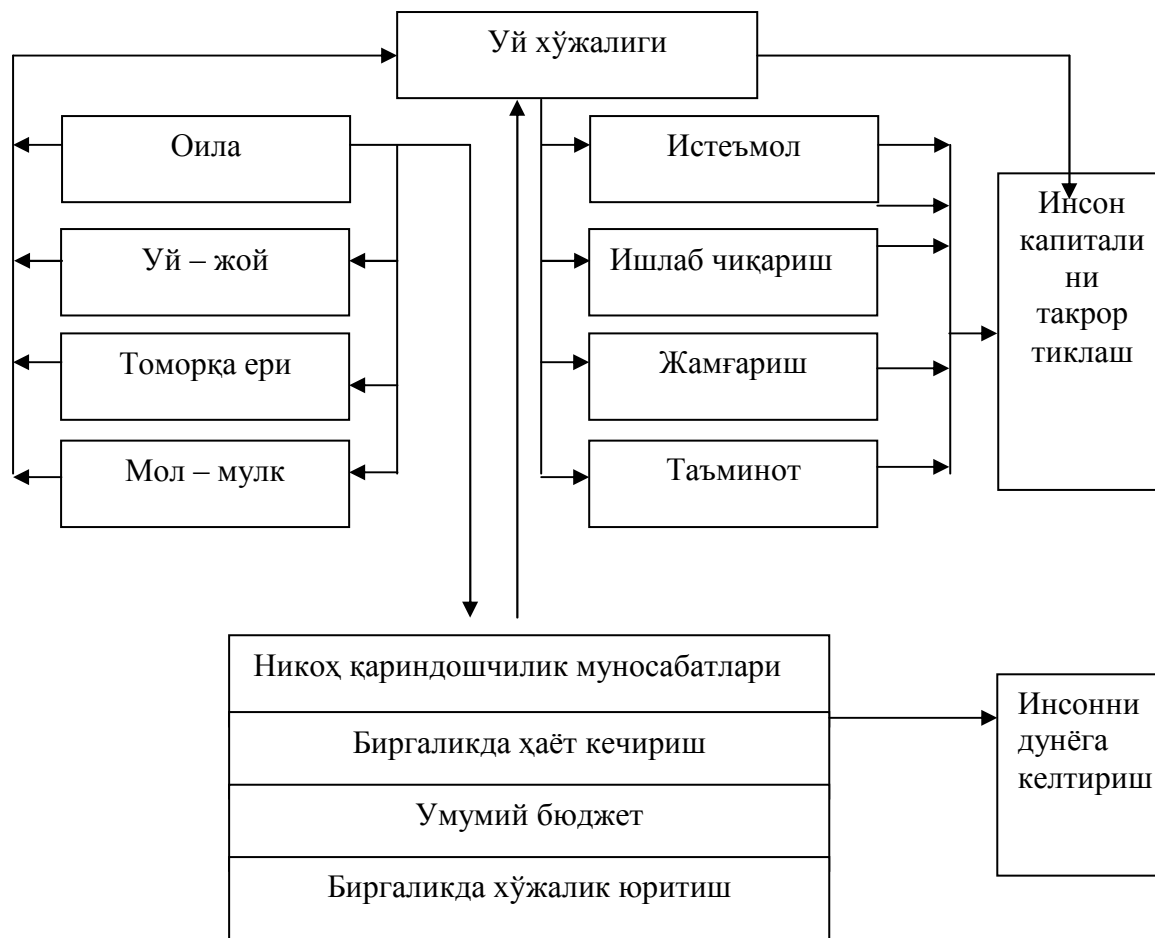 Уй хўжалиги
Оила
Истеъмол
Инсон
капитали
ни
такрор
тиклаш
Уй – жой
Ишлаб чиқариш
Томорқа ери
Жамғариш
Мол – мулк
Таъминот
Никоҳ қариндошчилик муносабатлари
Биргаликда ҳаёт кечириш
Умумий бюджет
Биргаликда хўжалик юритиш
Инсонни
дунёга
келтириш